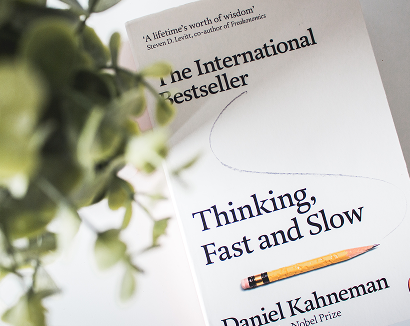 ‘A lifetime’s worth of wisdom’
Steven D. Levitt, co-author of Freakonomics
The International
Bestseller
Thinking,
Fast and Slow
Daniel Kahneman
Nobel Prize